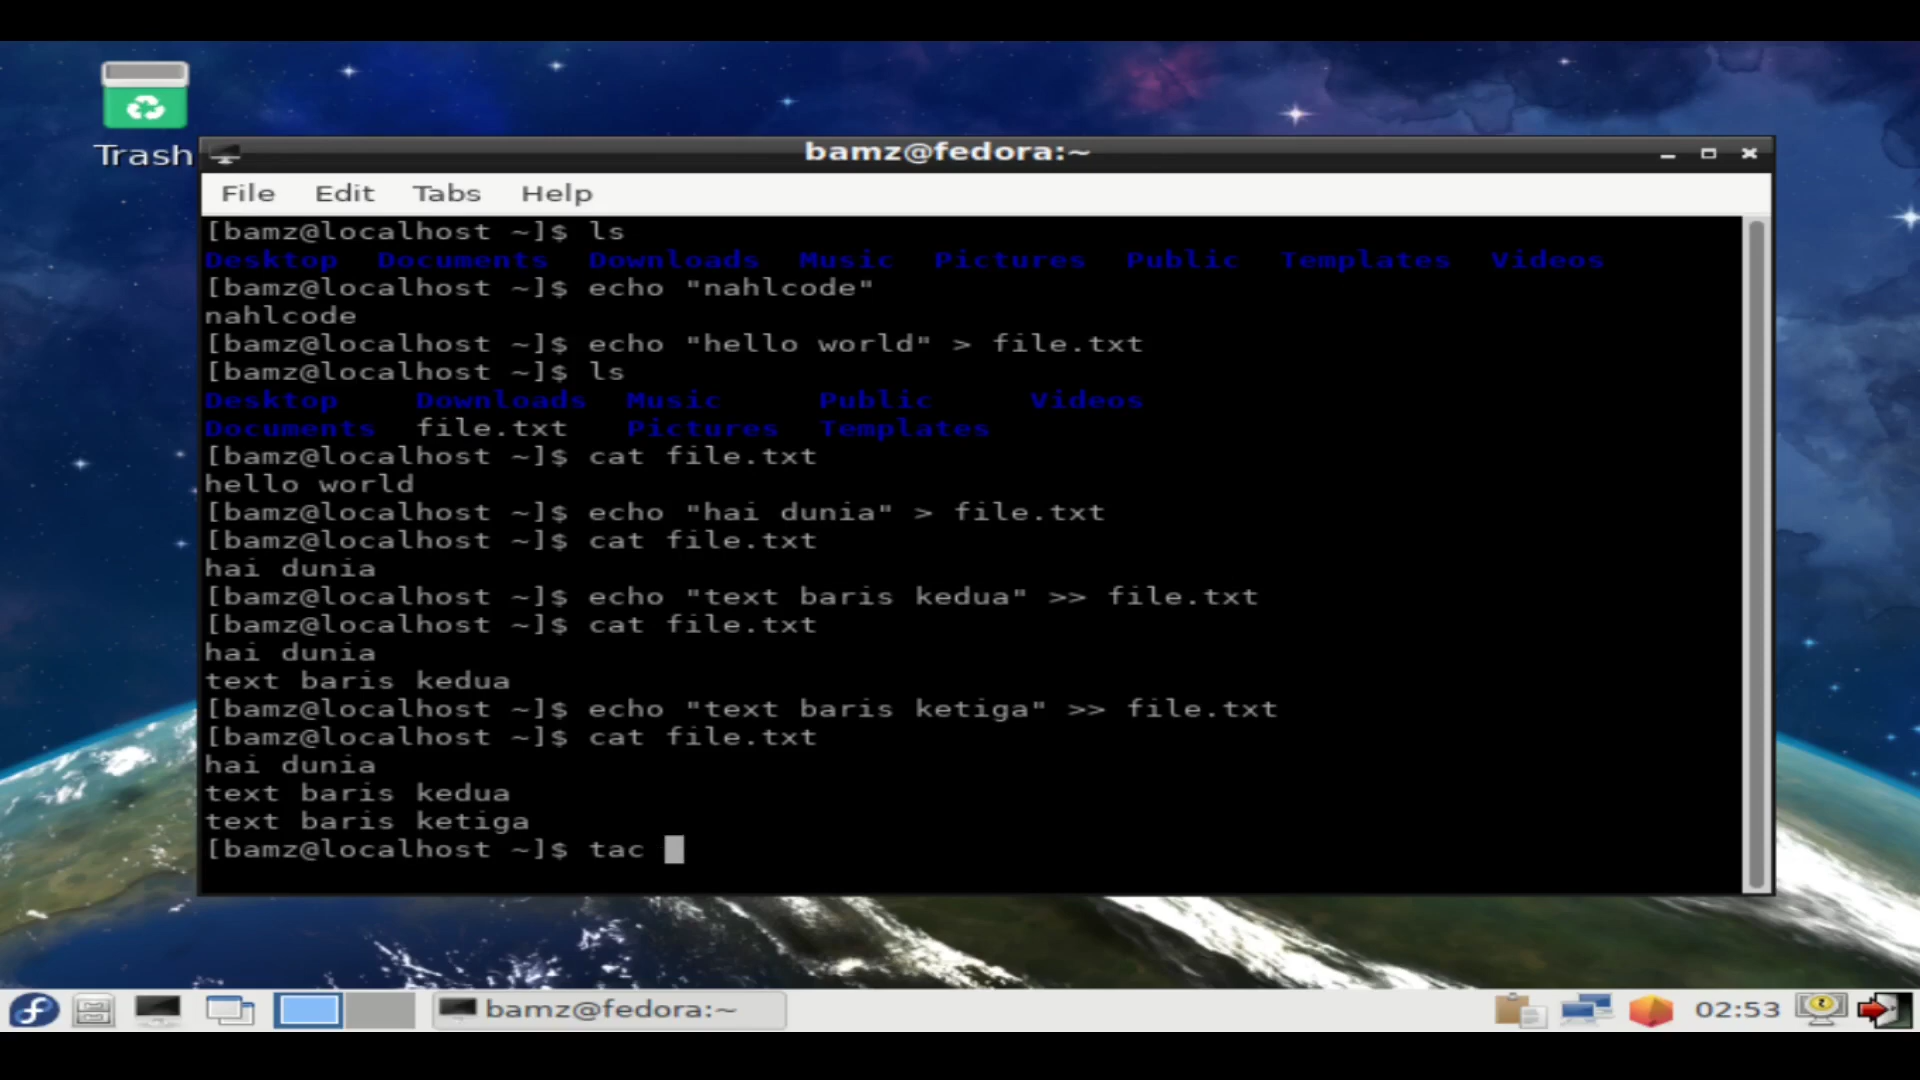 Trash
bamz@fedora:~
File Edit Tabs Help
[bamz@localhost ~]$ ls
Desktop Documents Downloads Music Pictures Public Templates Videos
[bamz@localhost ~]$ echo "nahlcode"
nahlcode
[bamz@localhost ~]$ echo "hello world" > file.txt
[bamz@localhost ~]$ ls
Desktop Downloads Music Public Videos
Documents file.txt Pictures Templates
[bamz@localhost ~]$ cat file.txt
hello world
[bamz@localhost ~]$ echo "hai dunia" > file.txt
[bamz@localhost ~]$ cat file.txt
hai dunia
[bamz@localhost ~]$ echo "text baris kedua" >> file.txt
[bamz@localhost ~]$ cat file.txt
hai dunia
text baris kedua
[bamz@localhost ~]$ echo "text baris ketiga" >> file.txt
[bamz@localhost ~]$ cat file.txt
hai dunia
text baris kedua
text baris ketiga
[bamz@localhost ~]$ tac
bamz@fedora:~ 02:53